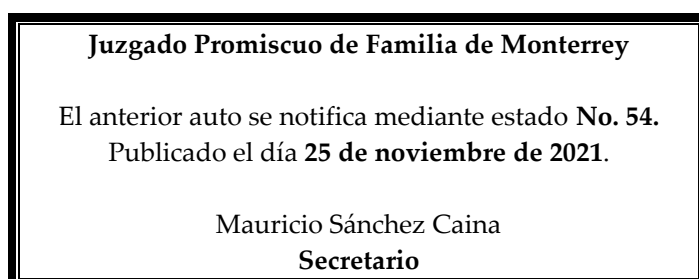 Juzgado Promiscuo de Familia de Monterrey
El anterior auto se notifica mediante estado No. 54.
Publicado el día 25 de noviembre de 2021.
Mauricio Sánchez Caina
Secretario